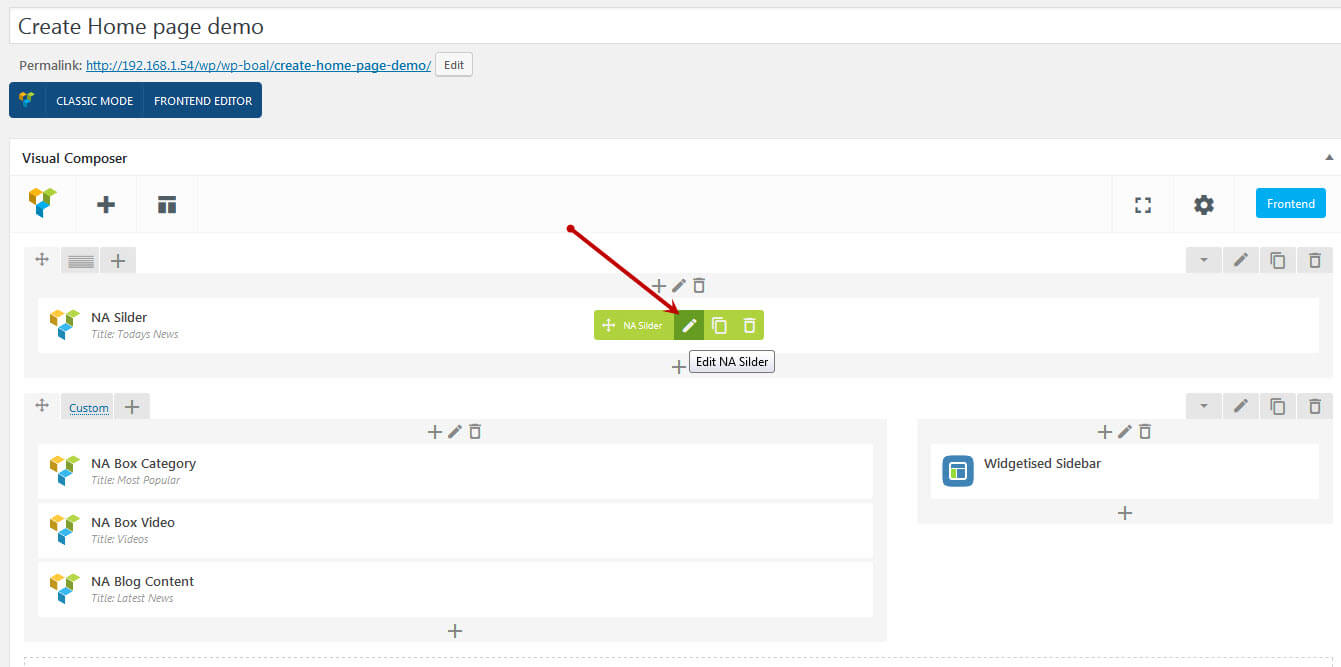 Create Home page demo
Permalink: http://192.168.1.54/wp/wp-boal/create-home-page-demo/ Edit
CLASSIC MODE FRONTEND EDITOR
Visual Composer
Frontend
NA Silder
Title: Todays News
NA Silder
Edit NA Silder
Custom
NA Box Category
Title: Most Popular
NA Box Video
Title: Videos
NA Blog Content
Title: Latest News
Widgetised Sidebar